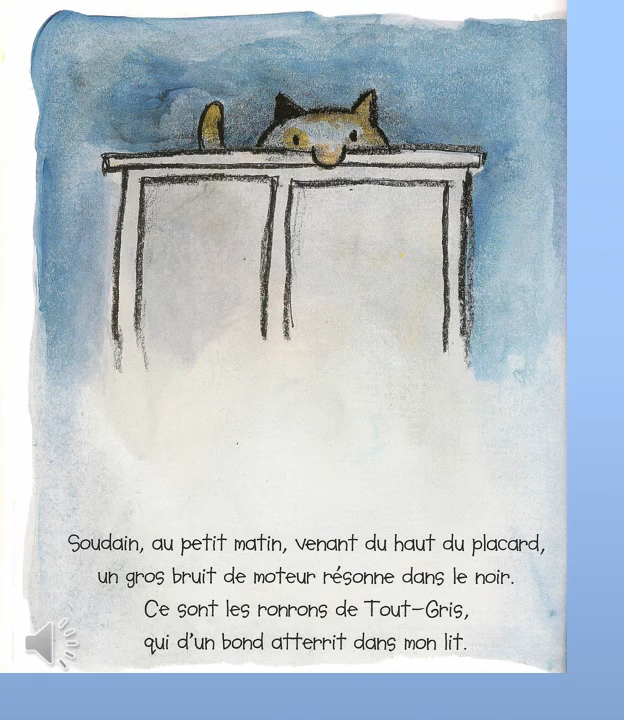 Soudain, au petit matin, venant du haut du placard,
un gros bruit de moteur résonne dans le noir.
Ce sont les ronrons de Tout-Gris,
qui d'un bond atterrit dans mon lit.